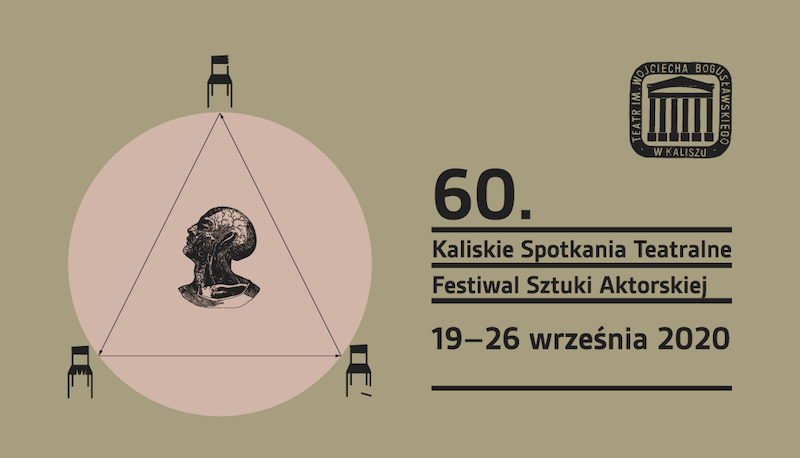 TEATR IM. WOJCIECHA BOGUSŁAWSKIEGO
· W KALISZU ·
60.
Kaliskie Spotkania Teatralne
Festiwal Sztuki Aktorskiej
19–26 września 2020